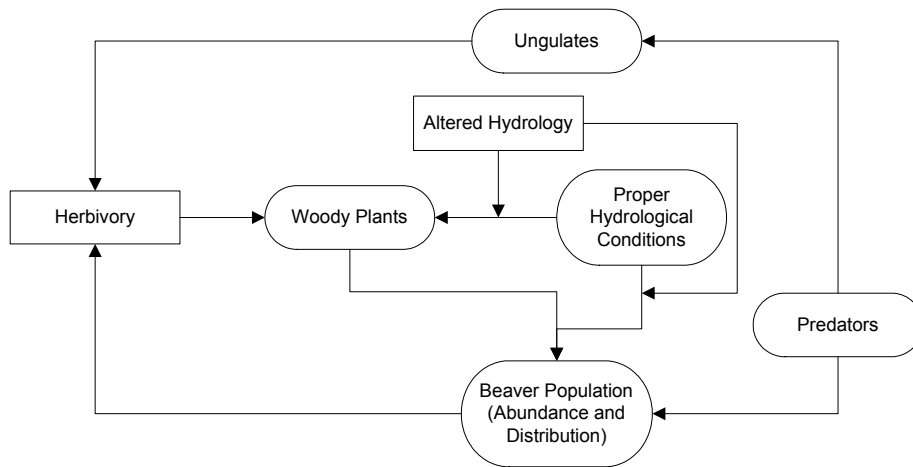 Ungulates
Altered Hydrology
Herbivory
Woody Plants
Proper
Hydrological
Conditions
Predators
Beaver Population
(Abundance and
Distribution)